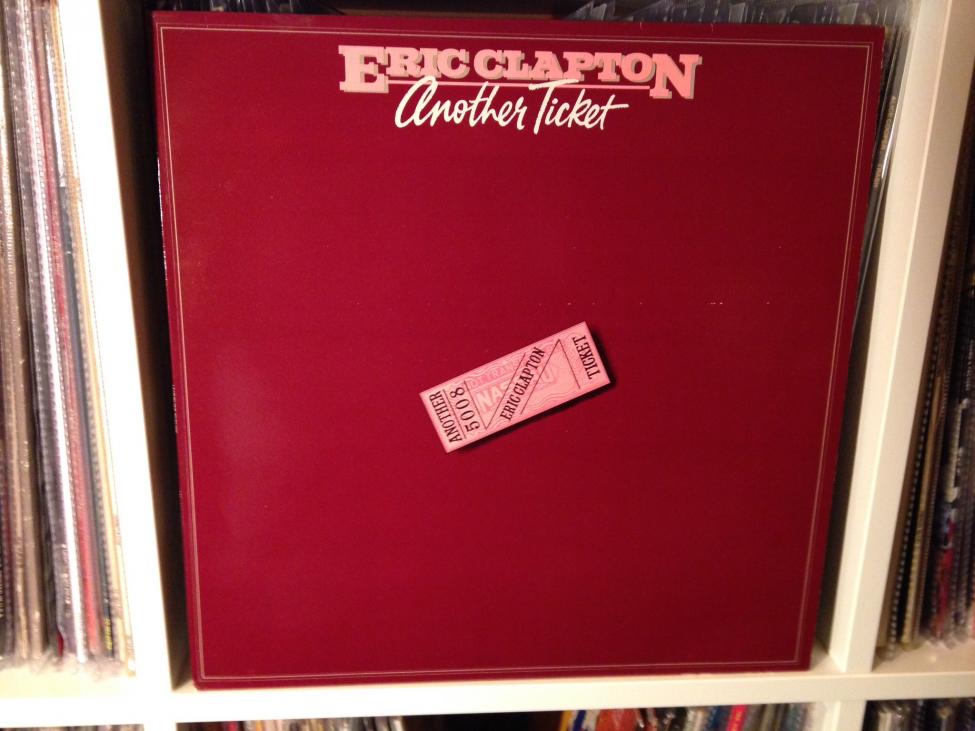 ERIC CLAPTON
Another Ticket
ANOTHER
5008
ERIC CLAPTON
TICKET